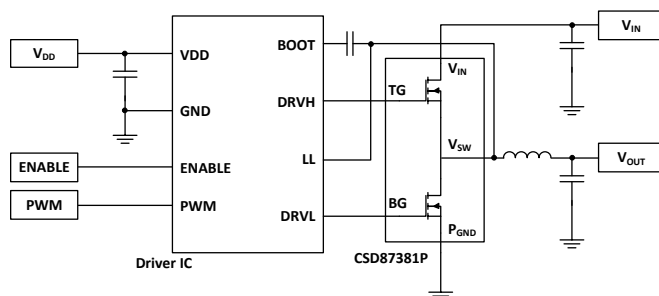 VDD
VDD
GND
ENABLE
ENABLE
PWM
PWM
BOOT
DRVH
LL
DRVL
Driver IC
TG
VIN
VSW
BG
PGND
CSD87381P
VIN
VOUT